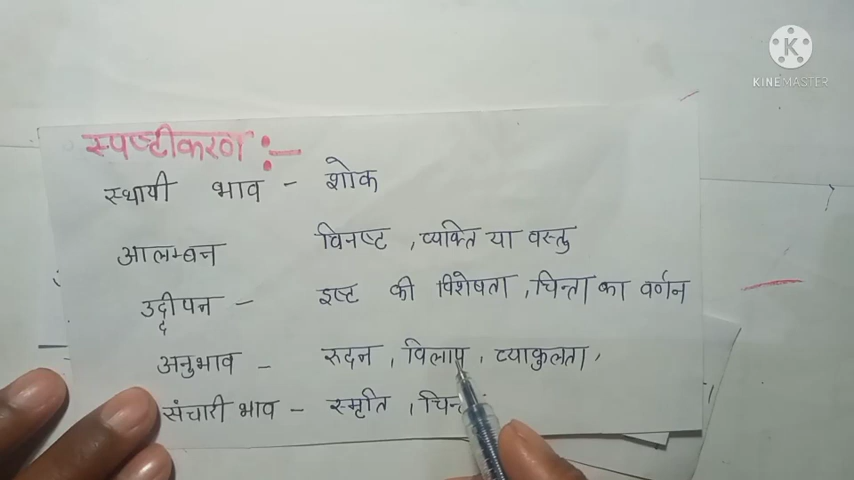 KINEMASTER
स्पष्टीकरण :-
स्थायी भाव - शोक
आलम्बन विनष्ट , व्यक्ति या वस्तु
उद्दीपन - इष्ट की विशेषता , चिन्ता का वर्णन
अनुभाव - रुदन , विलाप , व्याकुलता ,
संचारी भाव - स्मृति ,